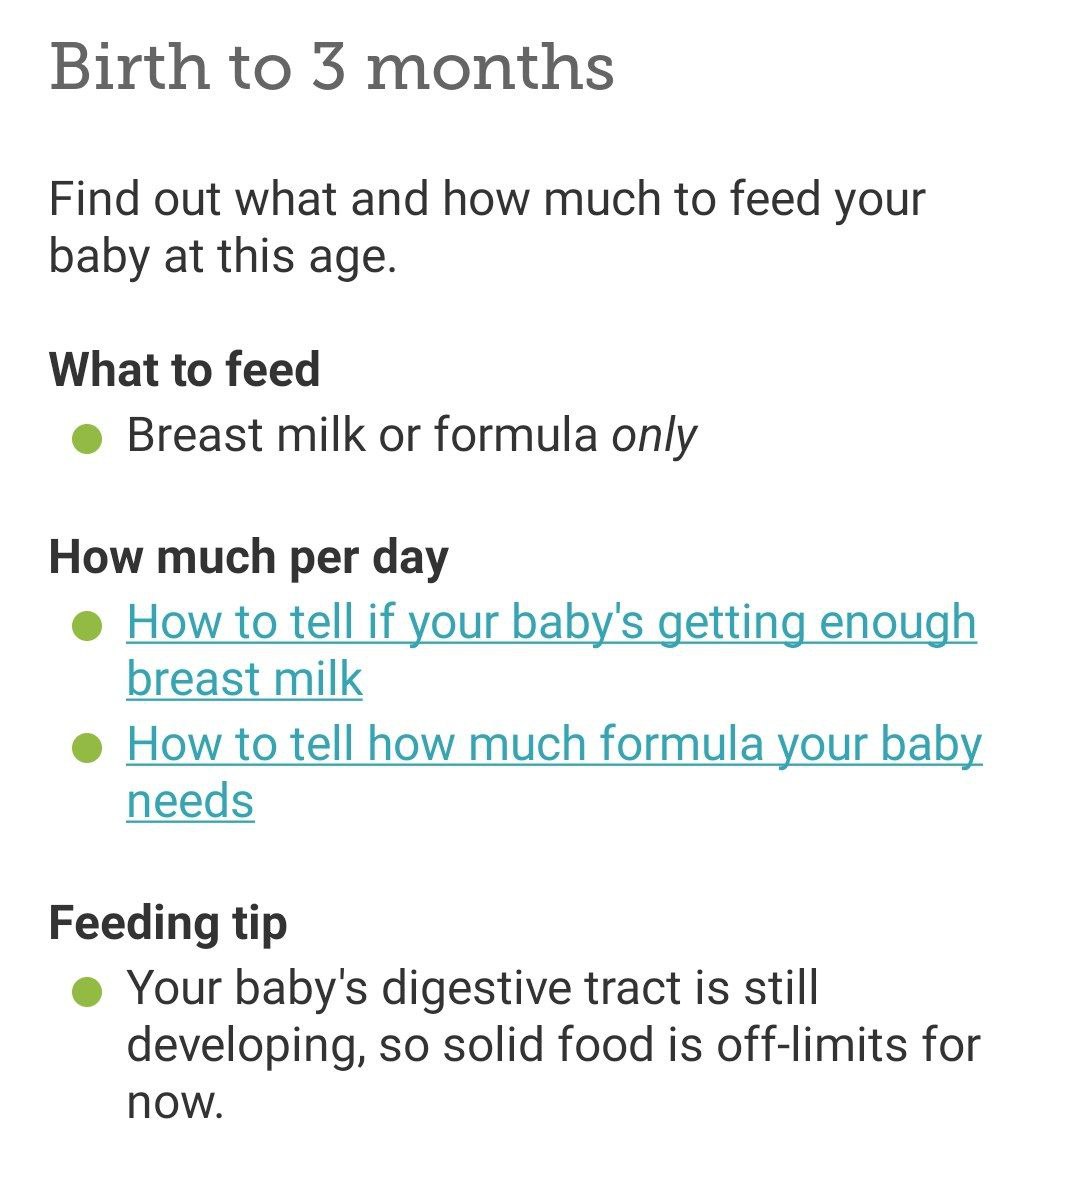 Birth to 3 months
Find out what and how much to feed your
baby at this age.
What to feed
Breast milk or formula only
How much per day
How to tell if your baby's getting enough
breast milk
How to tell how much formula your baby
needs
Feeding tip
Your baby's digestive tract is still
developing, so solid food is off-limits for
now.